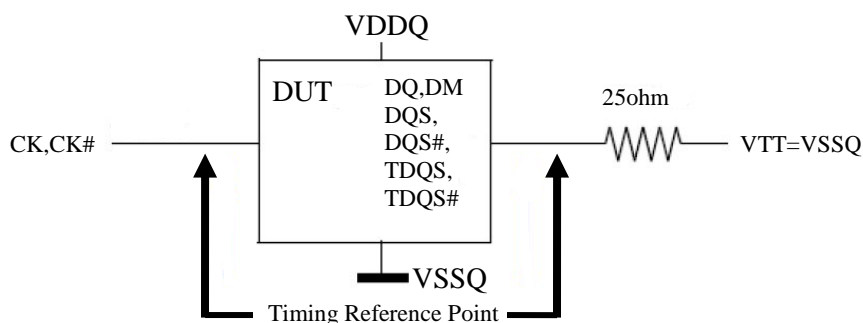 VDDQ
DUT
DQ,DM
DQS,
DQS#,
TDQS,
TDQS#
25ohm
CK,CK#
VTT=VSSQ
VSSQ
Timing Reference Point